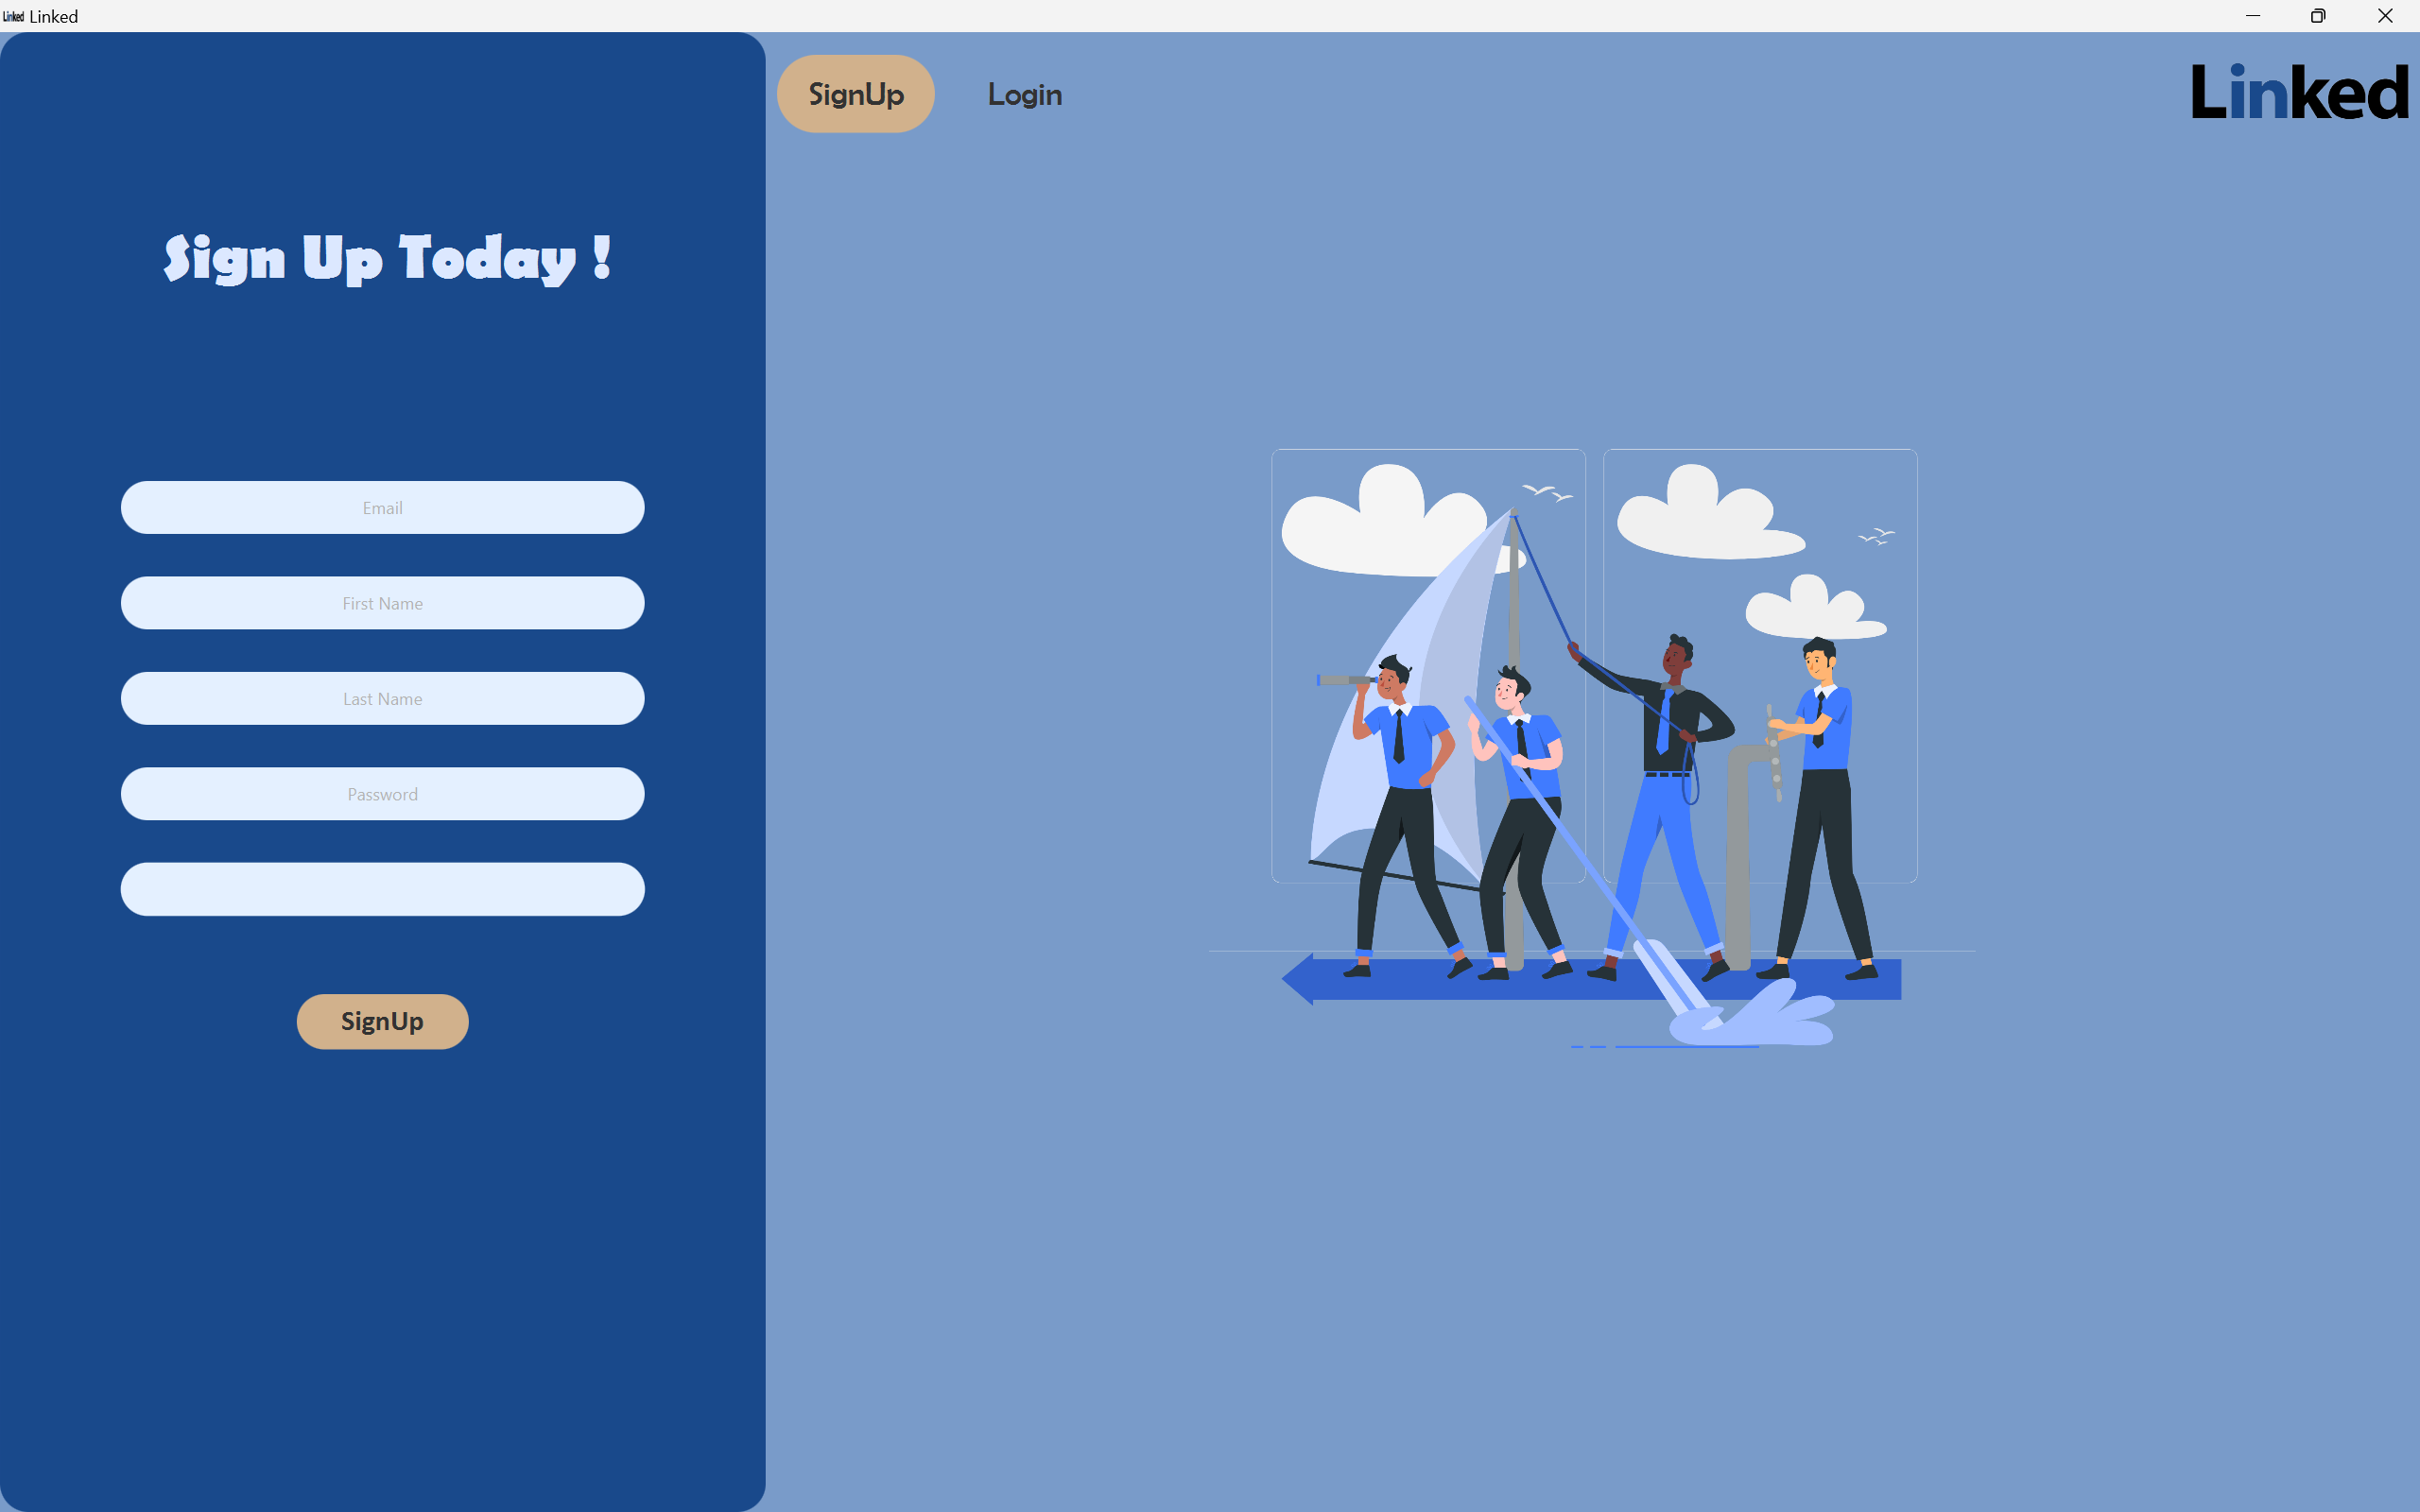 Linked Linked
SignUp Login
Linked
Sign Up Today !
Email
First Name
Last Name
Password
SignUp